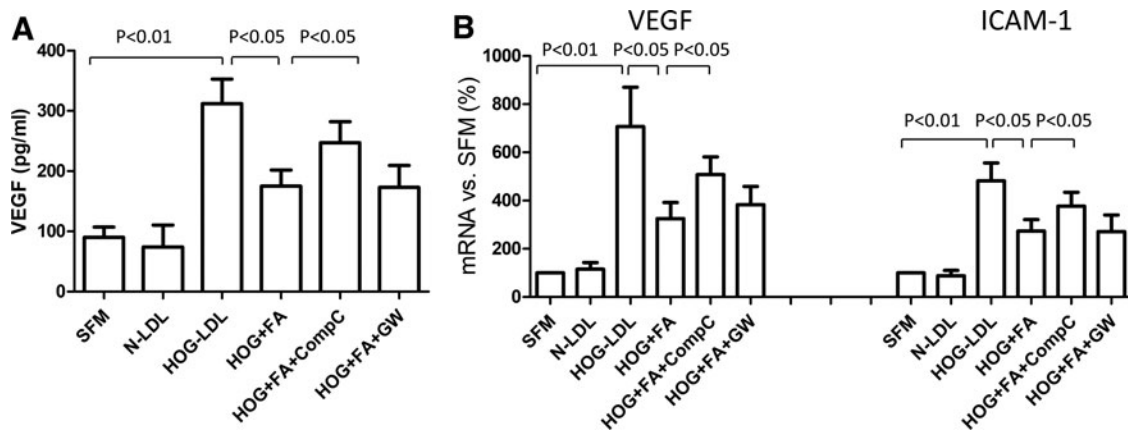 A
P<0.01
P<0.05
P<0.05
VEGF (pg/ml)
400
300
200
100
0
SFM
N-LDL
HOG-LDL
HOG+FA
HOG+FA+CompC
HOG+FA+GW
B
VEGF
ICAM-1
mRNA vs. SFM (%)
1000
800
600
400
200
0
P<0.01
P<0.05
P<0.05
P<0.01
P<0.05
P<0.05
SFM
N-LDL
HOG-LDL
HOG+FA
HOG+FA+CompC
HOG+FA+GW
SFM
N-LDL
HOG-LDL
HOG+FA
HOG+FA+CompC
HOG+FA+GW